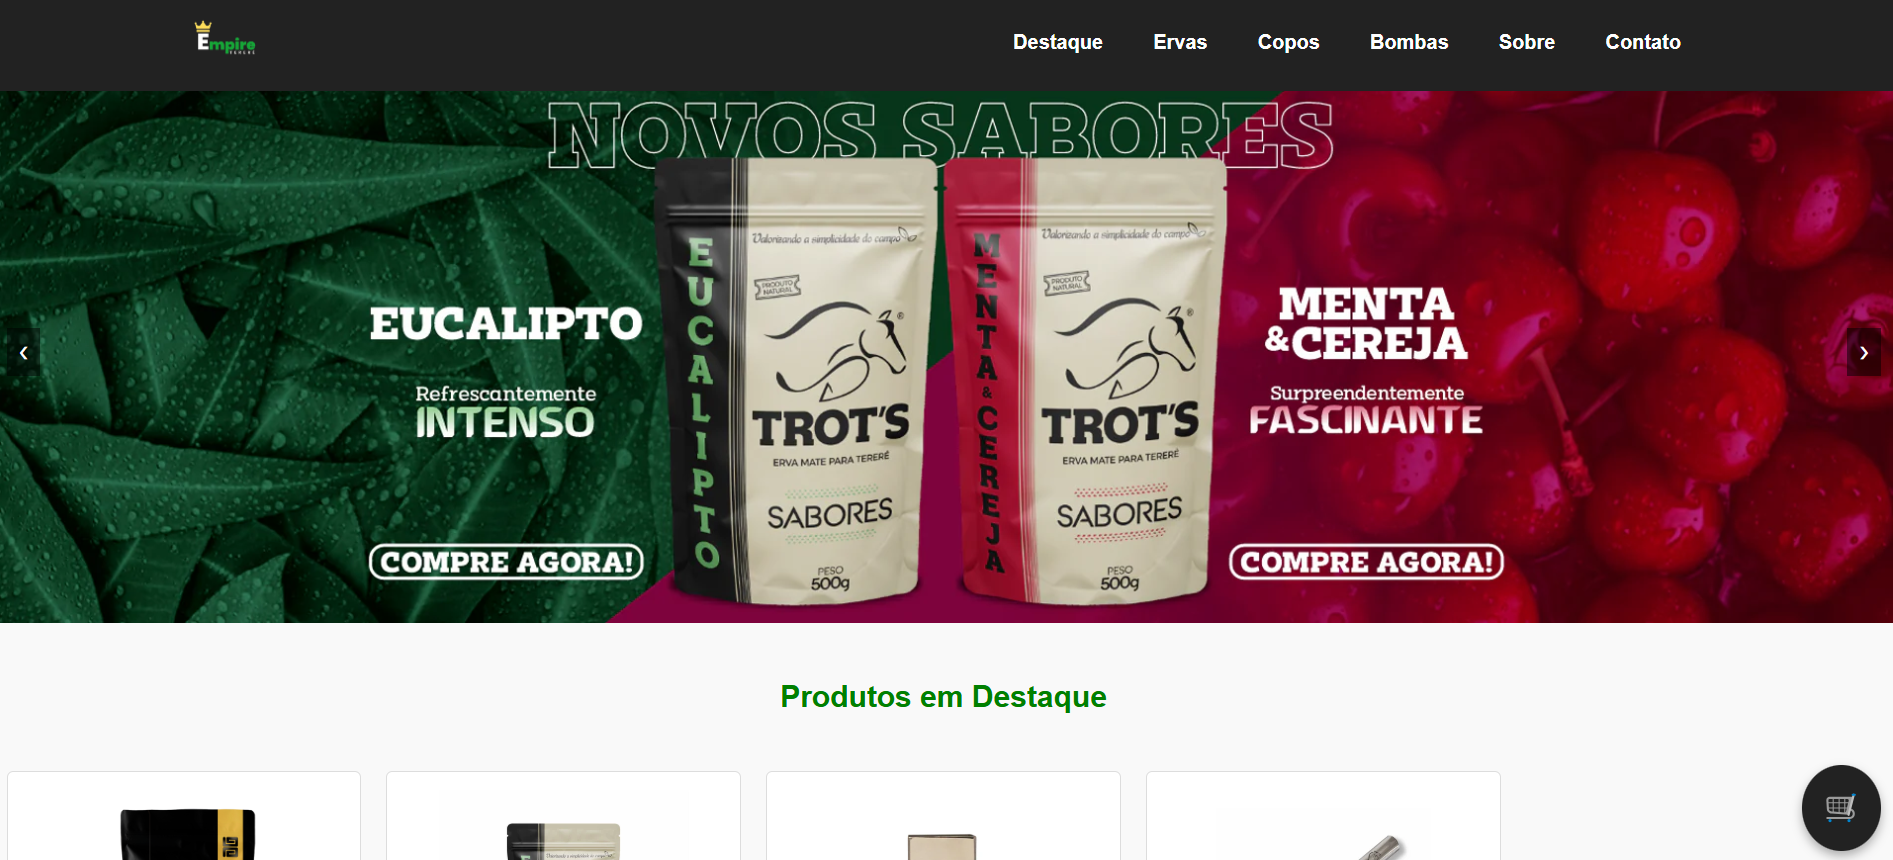 Empire
Destaque
Ervas
Copos
Bombas
Sobre
Contato
NOVOS SABORES
EUCALIPTO
Refrescantemente
INTENSO
COMPRE AGORA!
EUCALIPTO
Valorizando a simplicidade do campo
PRODUTO
NATURAL
®
TROT'S
ERVA MATE PARA TERERÉ
SABORES
PESO
500g
MENTA & CEREJA
Valorizando a simplicidade do campo
PRODUTO
NATURAL
®
TROT'S
ERVA MATE PARA TERERÉ
SABORES
PESO
500g
MENTA
&CEREJA
Surpreendentemente
FASCINANTE
COMPRE AGORA!
‹
›
Produtos em Destaque